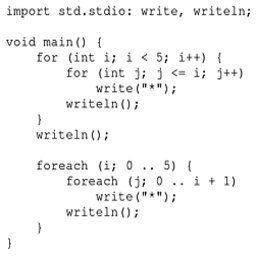 import std.stdio: write, writeln;

void main() {
    for (int i; i < 5; i++) {
        for (int j; j <= i; j++)
            write("*");
        writeln();
    }
    writeln();

    foreach (i; 0 .. 5) {
        foreach (j; 0 .. i + 1)
            write("*");
        writeln();
    }
}